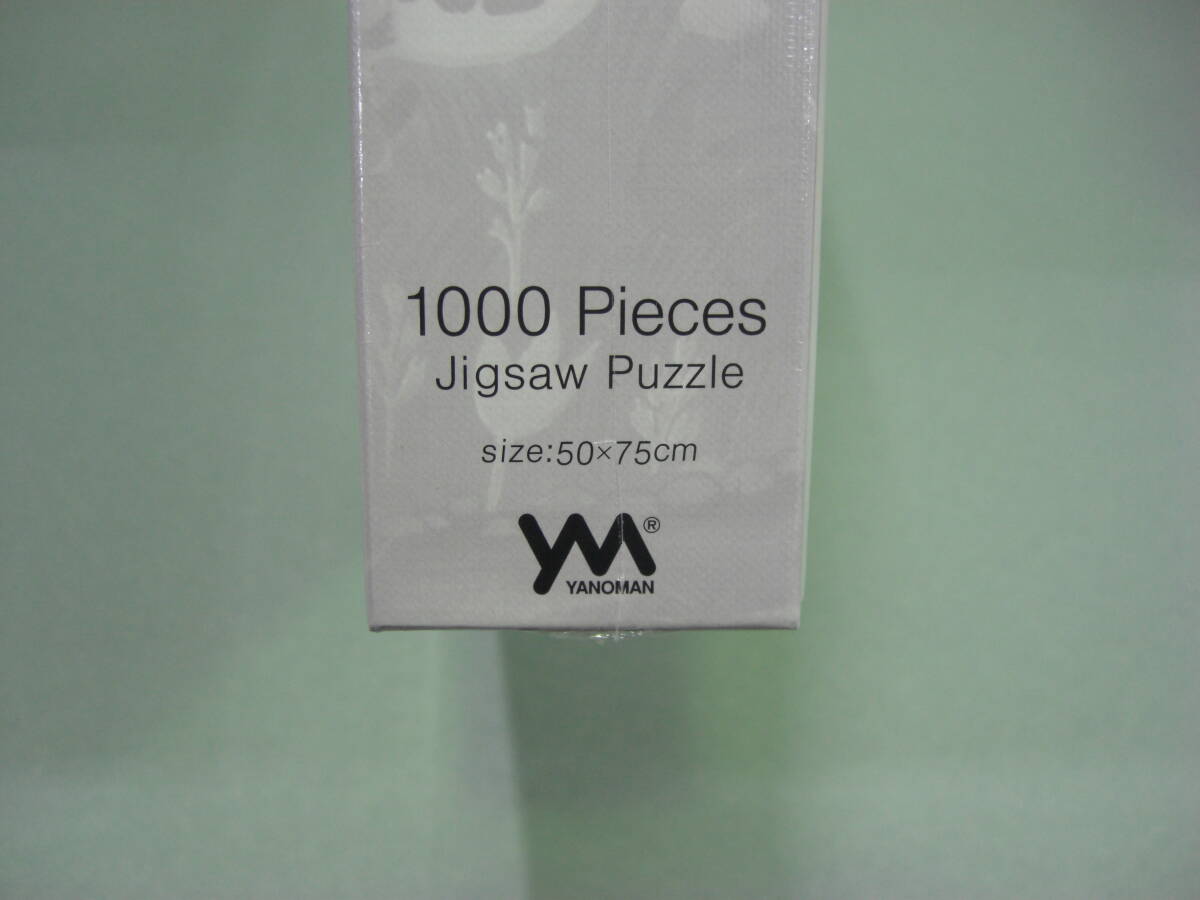 1000 Pieces
Jigsaw Puzzle
size:50×75cm
YM®
YANOMAN